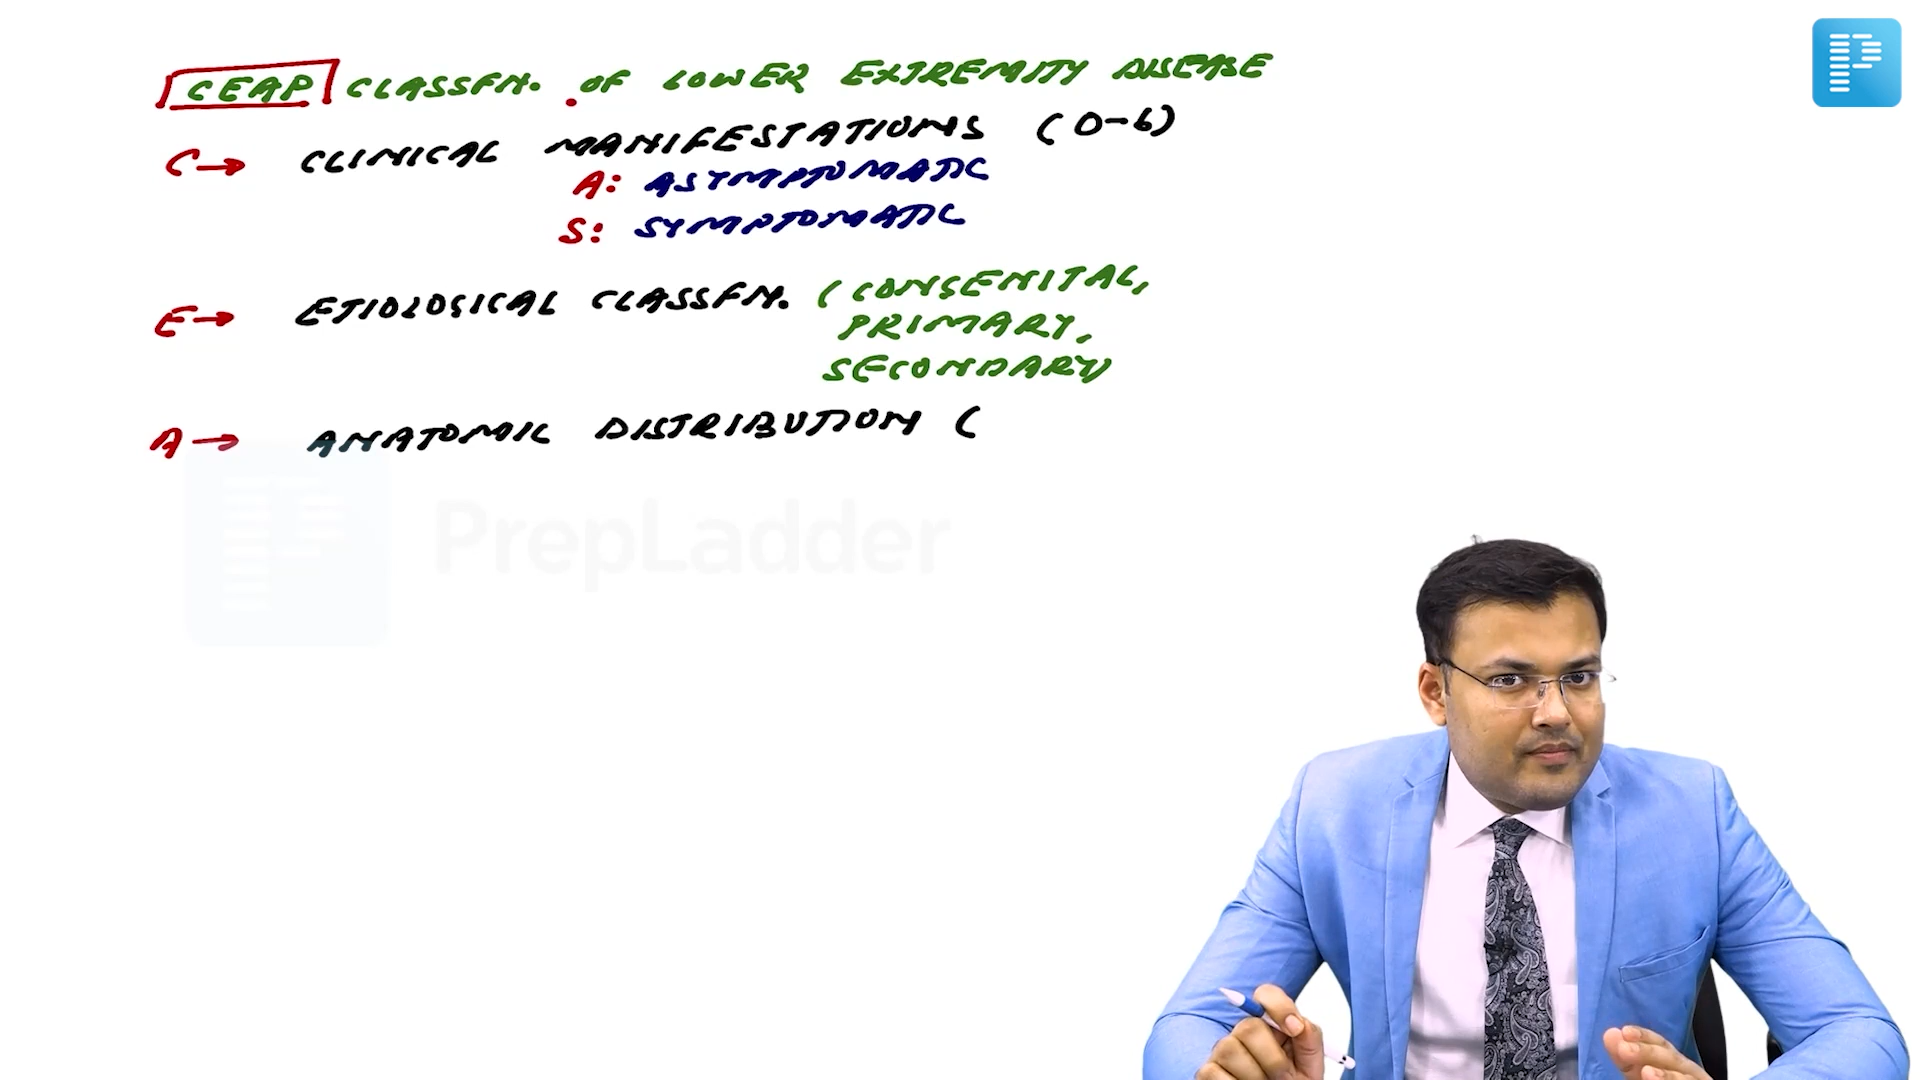 CEAP CLASSFN. OF LOWER EXTREMITY DISEASE
C→ CLINICAL MANIFESTATIONS (0-6)
A: ASYMPTOMATIC
S: SYMPTOMATIC
E→ ETIOLOGICAL CLASSFN. (CONGENITAL,
PRIMARY,
SECONDARY)
A→ ANATOMIC DISTRIBUTION (
PrepLadder